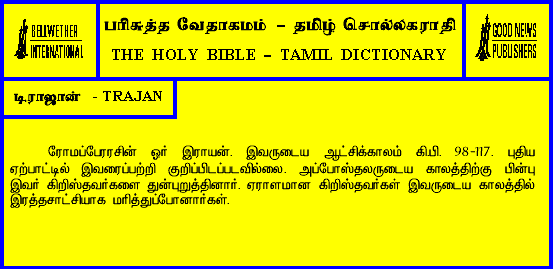 BELLWETHER
INTERNATIONAL
பரிசுத்த வேதாகமம் – தமிழ் சொல்லகராதி
THE HOLY BIBLE – TAMIL DICTIONARY
GOOD NEWS
PUBLISHERS
டிராஜான் - TRAJAN
ரோமப்பேரரசின் ஓர் இராயன். இவருடைய ஆட்சிக்காலம் கி.பி. 98-117. புதிய
ஏற்பாட்டில் இவரைப்பற்றி குறிப்பிடப்படவில்லை. அப்போஸ்தலருடைய காலத்திற்கு பின்பு
இவர் கிறிஸ்தவர்களை துன்புறுத்தினார். ஏராளமான கிறிஸ்தவர்கள் இவருடைய காலத்தில்
இரத்தசாட்சியாக மரித்துப்போனார்கள்.